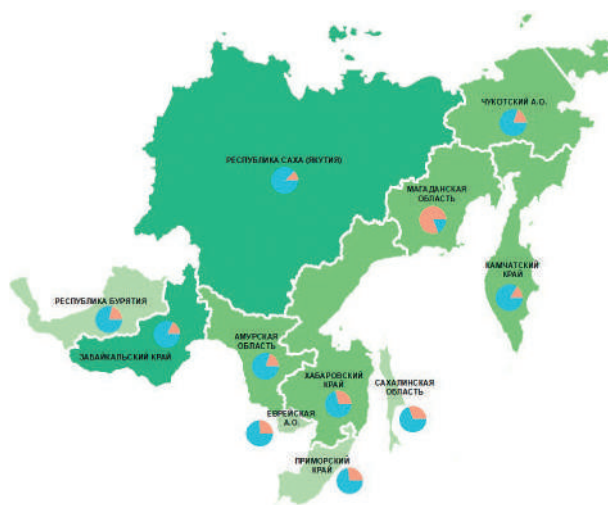 ЧУКОТСКИЙ А.О.
РЕСПУБЛИКА САХА (ЯКУТИЯ)
МАГАДАНСКАЯ
ОБЛАСТЬ
КАМЧАТСКИЙ
КРАЙ
РЕСПУБЛИКА БУРЯТИЯ
АМУРСКАЯ
ОБЛАСТЬ
ЗАБАЙКАЛЬСКИЙ КРАЙ
ХАБАРОВСКИЙ
КРАЙ
САХАЛИНСКАЯ
ОБЛАСТЬ
ЕВРЕЙСКАЯ
А.О.
ПРИМОРСКИЙ
КРАЙ